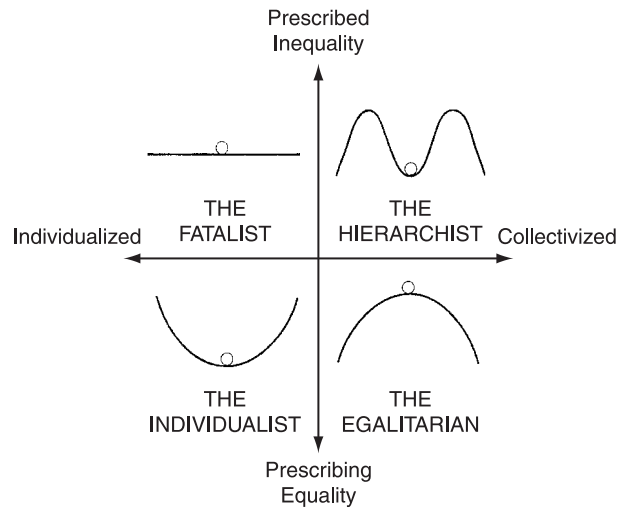 Prescribed
Inequality
THE
FATALIST
THE
HIERARCHIST
Individualized
Collectivized
THE
INDIVIDUALIST
THE
EGALITARIAN
Prescribing
Equality